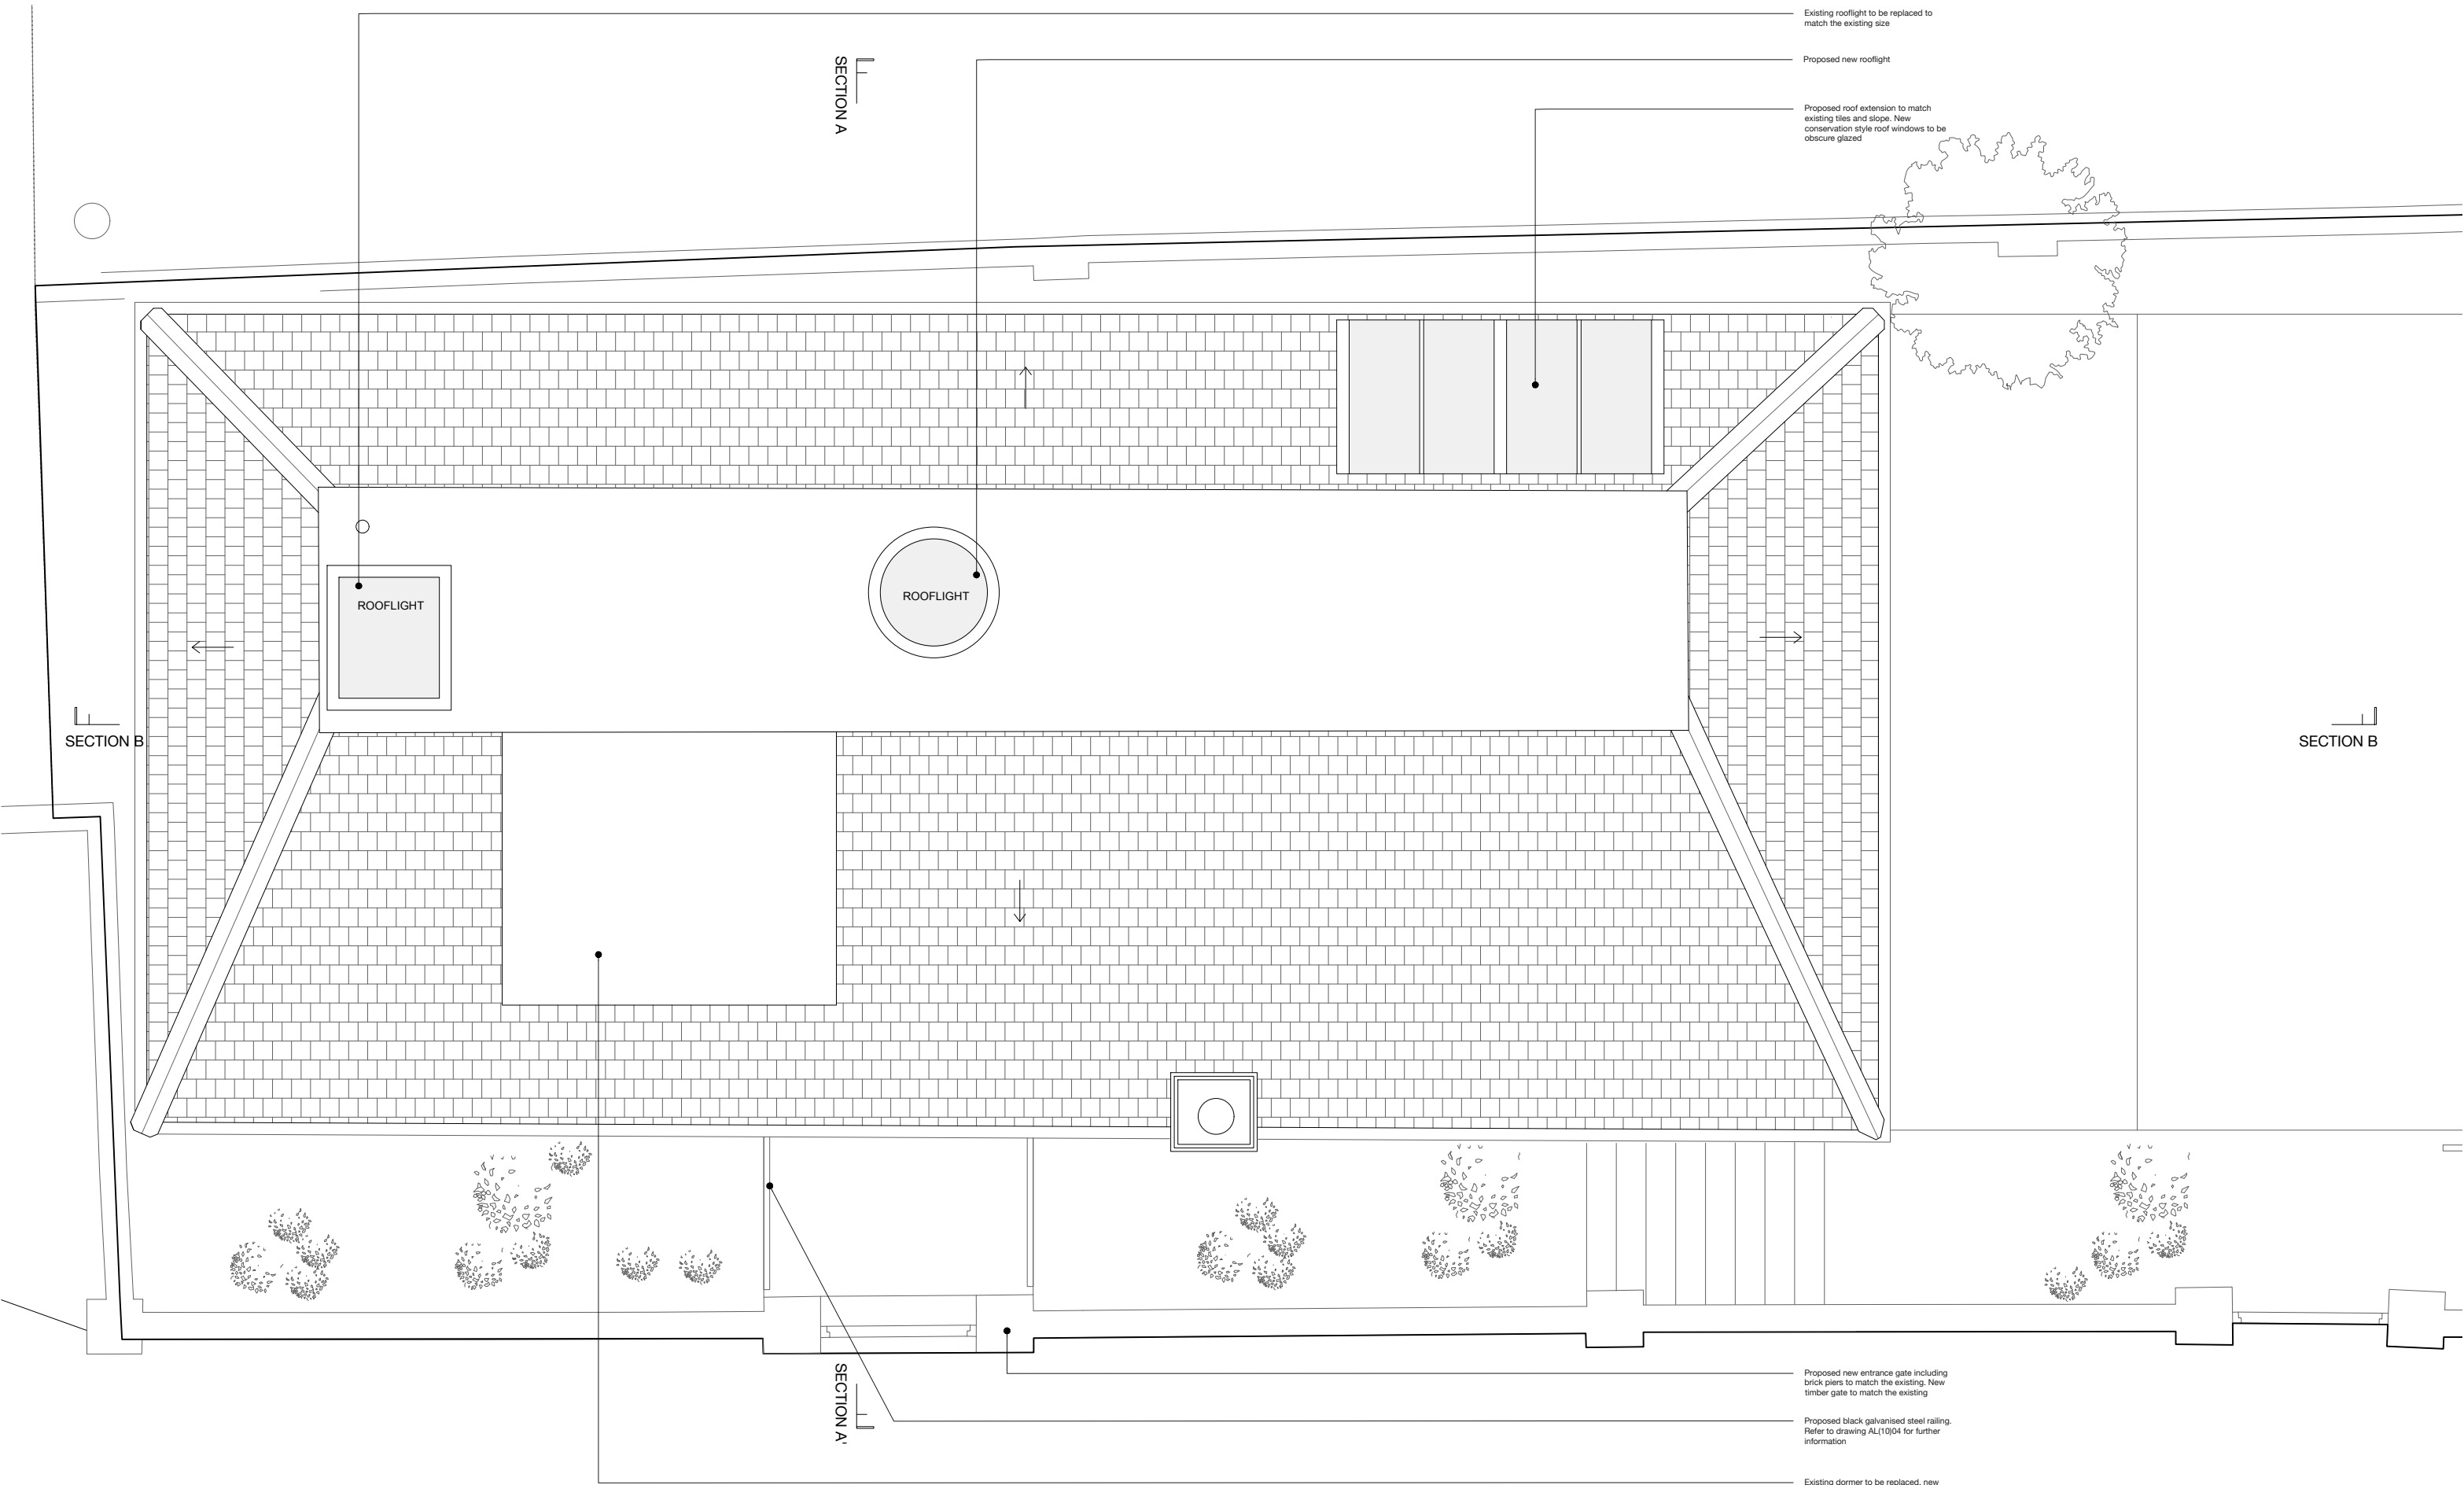 Existing rooflight to be replaced to
match the existing size
SECTION A
Proposed new rooflight
Proposed roof extension to match
existing tiles and slope. New
conservation style roof windows to be
obscure glazed
ROOFLIGHT
ROOFLIGHT
SECTION B
SECTION B
SECTION A'
Proposed new entrance gate including
brick piers to match the existing. New
timber gate to match the existing
Proposed black galvanised steel railing.
Refer to drawing AL(10)04 for further
information
Existing dormer to be replaced, new